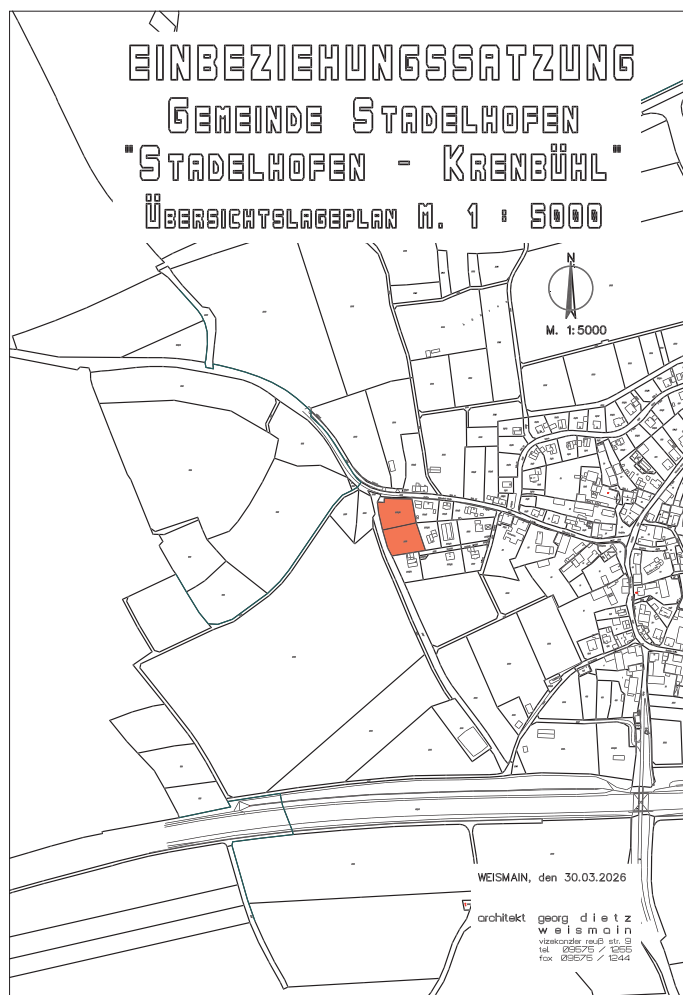 EINBEZIEHUNGSSATZUNG
GEMEINDE STADELHOFEN
"STADELHOFEN - KRENBÜHL"
ÜBERSICHTSLAGEPLAN M. 1 : 5000
N
M. 1:5000
WEISMAIN, den 30.03.2026
architekt georg dietz
weismain
vizekanzler reuß str. 9
tel. 09575 / 1255
fax 09575 / 1244